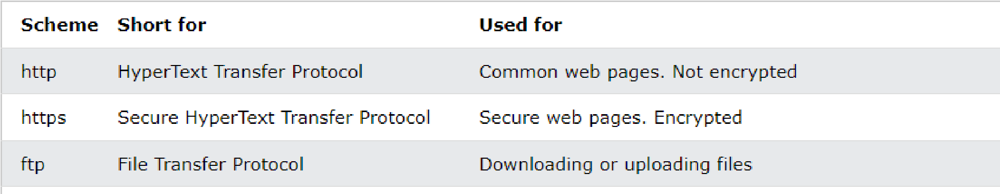 Scheme Short for Used for
http HyperText Transfer Protocol Common web pages. Not encrypted
https Secure HyperText Transfer Protocol Secure web pages. Encrypted
ftp File Transfer Protocol Downloading or uploading files